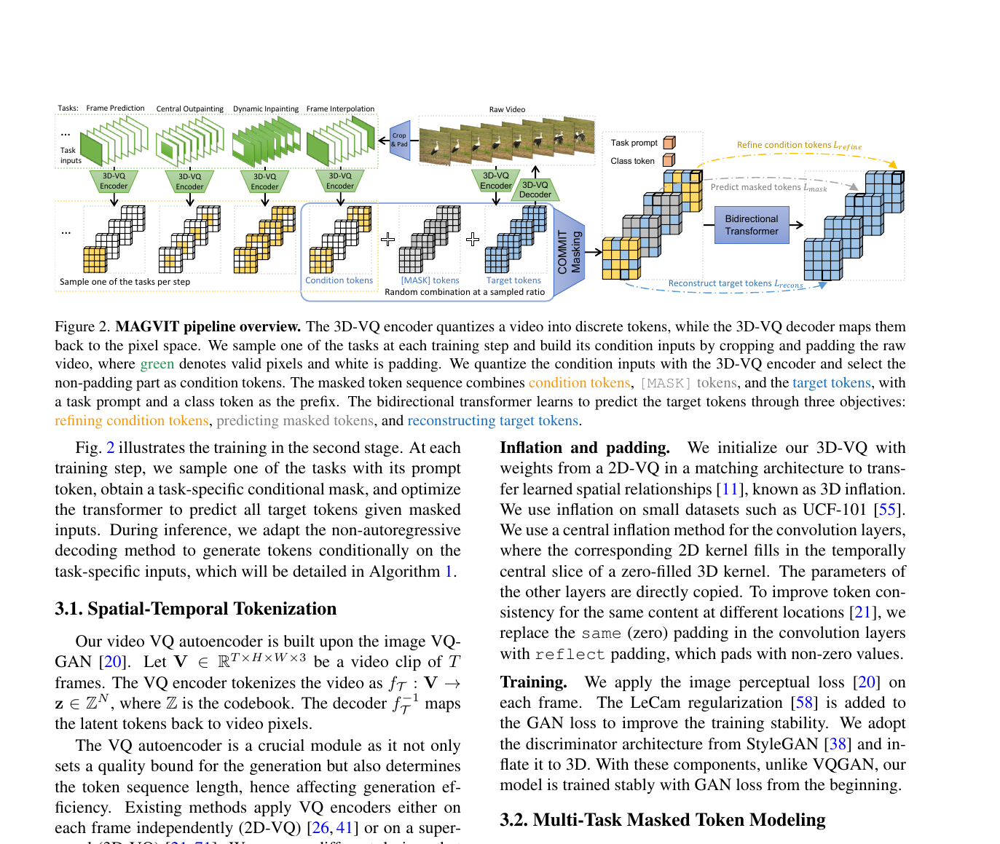 Tasks: Frame Prediction Central Outpainting Dynamic Inpainting Frame Interpolation Raw Video
...
Task
inputs
Crop
& Pad
3D-VQ
Encoder
3D-VQ
Encoder
3D-VQ
Encoder
3D-VQ
Encoder
3D-VQ
Encoder
3D-VQ
Decoder
...
Sample one of the tasks per step
Condition tokens
[MASK] tokens
Target tokens
Random combination at a sampled ratio
COMMIT
Masking
Task prompt
Class token
Refine condition tokens L_refine
Predict masked tokens L_mask
Bidirectional
Transformer
Reconstruct target tokens L_recons
Figure 2. MAGVIT pipeline overview. The 3D-VQ encoder quantizes a video into discrete tokens, while the 3D-VQ decoder maps them
back to the pixel space. We sample one of the tasks at each training step and build its condition inputs by cropping and padding the raw
video, where green denotes valid pixels and white is padding. We quantize the condition inputs with the 3D-VQ encoder and select the
non-padding part as condition tokens. The masked token sequence combines condition tokens, [MASK] tokens, and the target tokens, with
a task prompt and a class token as the prefix. The bidirectional transformer learns to predict the target tokens through three objectives:
refining condition tokens, predicting masked tokens, and reconstructing target tokens.
Fig. 2 illustrates the training in the second stage. At each
training step, we sample one of the tasks with its prompt
token, obtain a task-specific conditional mask, and optimize
the transformer to predict all target tokens given masked
inputs. During inference, we adapt the non-autoregressive
decoding method to generate tokens conditionally on the
task-specific inputs, which will be detailed in Algorithm 1.
3.1. Spatial-Temporal Tokenization
Our video VQ autoencoder is built upon the image VQ-
GAN [20]. Let V ∈ ℝ^{T×H×W×3} be a video clip of T
frames. The VQ encoder tokenizes the video as f_𝒯 : V →
z ∈ ℤ^N, where ℤ is the codebook. The decoder f_𝒯^{−1} maps
the latent tokens back to video pixels.
The VQ autoencoder is a crucial module as it not only
sets a quality bound for the generation but also determines
the token sequence length, hence affecting generation ef-
ficiency. Existing methods apply VQ encoders either on
each frame independently (2D-VQ) [26, 41] or on a super-
Inflation and padding. We initialize our 3D-VQ with
weights from a 2D-VQ in a matching architecture to trans-
fer learned spatial relationships [11], known as 3D inflation.
We use inflation on small datasets such as UCF-101 [55].
We use a central inflation method for the convolution layers,
where the corresponding 2D kernel fills in the temporally
central slice of a zero-filled 3D kernel. The parameters of
the other layers are directly copied. To improve token con-
sistency for the same content at different locations [21], we
replace the same (zero) padding in the convolution layers
with reflect padding, which pads with non-zero values.
Training. We apply the image perceptual loss [20] on
each frame. The LeCam regularization [58] is added to
the GAN loss to improve the training stability. We adopt
the discriminator architecture from StyleGAN [38] and in-
flate it to 3D. With these components, unlike VQGAN, our
model is trained stably with GAN loss from the beginning.
3.2. Multi-Task Masked Token Modeling